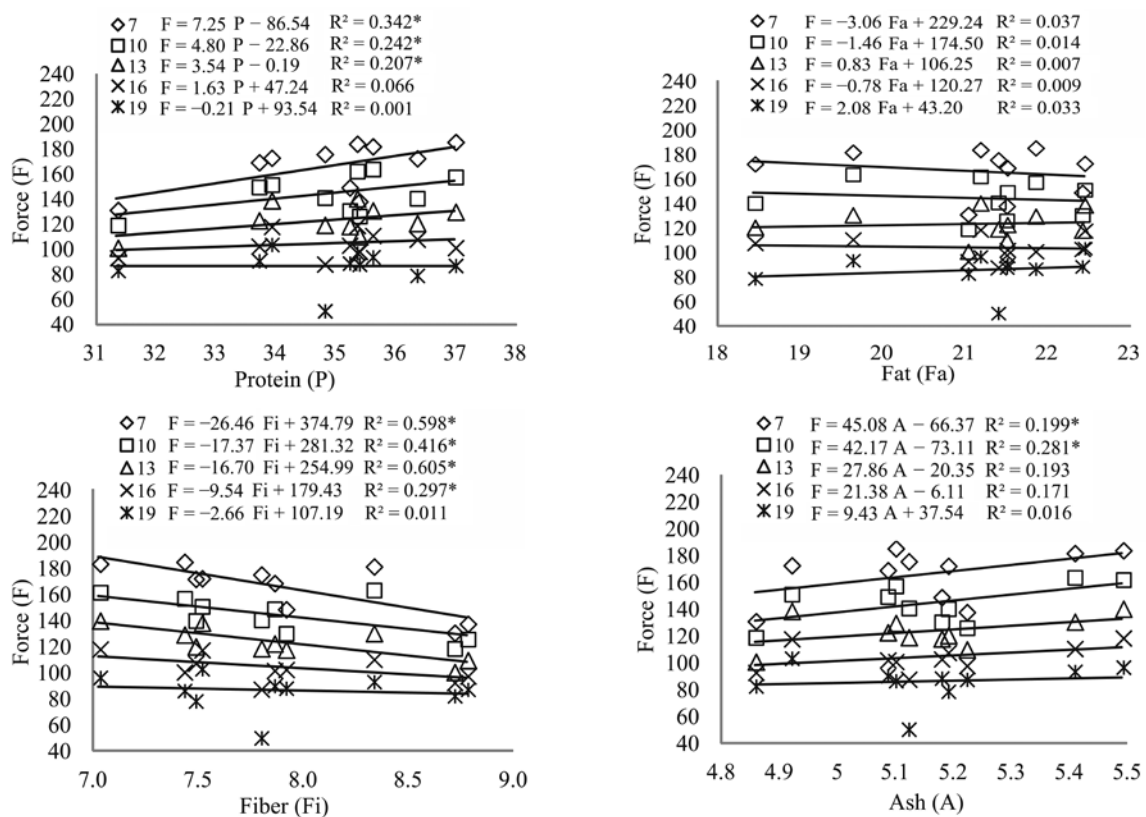 7 F = 7.25 P − 86.54 R² = 0.342*
10 F = 4.80 P − 22.86 R² = 0.242*
13 F = 3.54 P − 0.19 R² = 0.207*
16 F = 1.63 P + 47.24 R² = 0.066
19 F = −0.21 P + 93.54 R² = 0.001
240
220
200
180
160
140
120
100
80
60
40
Force (F)
31 32 33 34 35 36 37 38
Protein (P)
7 F = −3.06 Fa + 229.24 R² = 0.037
10 F = −1.46 Fa + 174.50 R² = 0.014
13 F = 0.83 Fa + 106.25 R² = 0.007
16 F = −0.78 Fa + 120.27 R² = 0.009
19 F = 2.08 Fa + 43.20 R² = 0.033
240
220
200
180
160
140
120
100
80
60
40
Force (F)
18 19 20 21 22 23
Fat (Fa)
7 F = −26.46 Fi + 374.79 R² = 0.598*
10 F = −17.37 Fi + 281.32 R² = 0.416*
13 F = −16.70 Fi + 254.99 R² = 0.605*
16 F = −9.54 Fi + 179.43 R² = 0.297*
19 F = −2.66 Fi + 107.19 R² = 0.011
240
220
200
180
160
140
120
100
80
60
40
Force (F)
7.0 7.5 8.0 8.5 9.0
Fiber (Fi)
7 F = 45.08 A − 66.37 R² = 0.199*
10 F = 42.17 A − 73.11 R² = 0.281*
13 F = 27.86 A − 20.35 R² = 0.193
16 F = 21.38 A − 6.11 R² = 0.171
19 F = 9.43 A + 37.54 R² = 0.016
240
220
200
180
160
140
120
100
80
60
40
Force (F)
4.8 4.9 5 5.1 5.2 5.3 5.4 5.5
Ash (A)